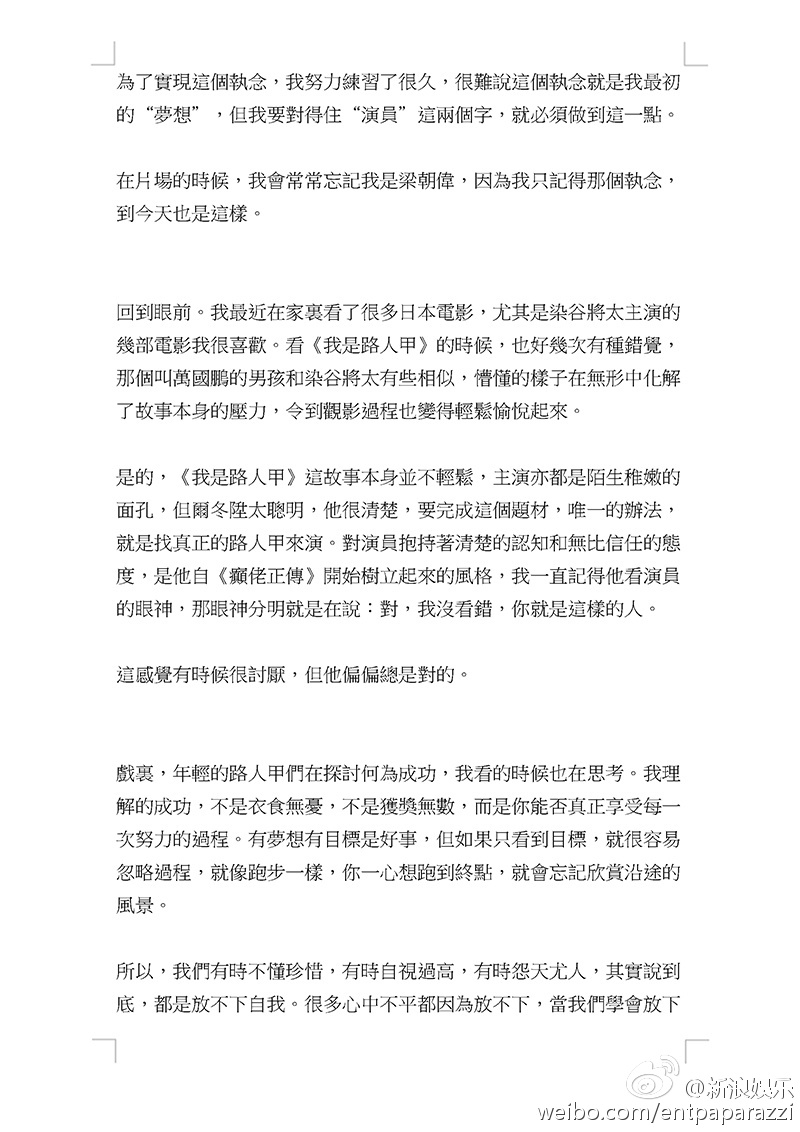 為了實現這個執念，我努力練習了很久，很難說這個執念就是我最初
的“夢想”，但我要對得住“演員”這兩個字，就必須做到這一點。
在片場的時候，我會常常忘記我是梁朝偉，因為我只記得那個執念，
到今天也是這樣。
回到眼前。我最近在家裏看了很多日本電影，尤其是染谷將太主演的
幾部電影我很喜歡。看《我是路人甲》的時候，也好幾次有種錯覺，
那個叫萬國鵬的男孩和染谷將太有些相似，懵懂的樣子在無形中化解
了故事本身的壓力，令到觀影過程也變得輕鬆愉悅起來。
是的，《我是路人甲》這故事本身並不輕鬆，主演亦都是陌生稚嫩的
面孔，但爾冬陞太聰明，他很清楚，要完成這個題材，唯一的辦法，
就是找真正的路人甲來演。對演員抱持著清楚的認知和無比信任的態
度，是他自《癲佬正傳》開始樹立起來的風格，我一直記得他看演員
的眼神，那眼神分明就是在說：對，我沒看錯，你就是這樣的人。
這感覺有時候很討厭，但他偏偏總是對的。
戲裏，年輕的路人甲們在探討何為成功，我看的時候也在思考。我理
解的成功，不是衣食無憂，不是獲獎無數，而是你能否真正享受每一
次努力的過程。有夢想有目標是好事，但如果只看到目標，就很容易
忽略過程，就像跑步一樣，你一心想跑到終點，就會忘記欣賞沿途的
風景。
所以，我們有時不懂珍惜，有時自視過高，有時怨天尤人，其實說到
底，都是放不下自我。很多心中不平都因為放不下，當我們學會放下
@新浪娱乐
weibo.com/entpaparazzi